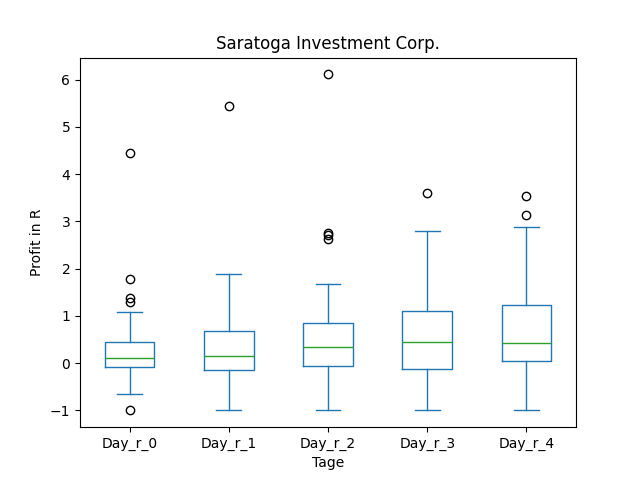 Saratoga Investment Corp.
6
5
4
3
2
1
0
−1
Profit in R
Day_r_0 Day_r_1 Day_r_2 Day_r_3 Day_r_4
Tage